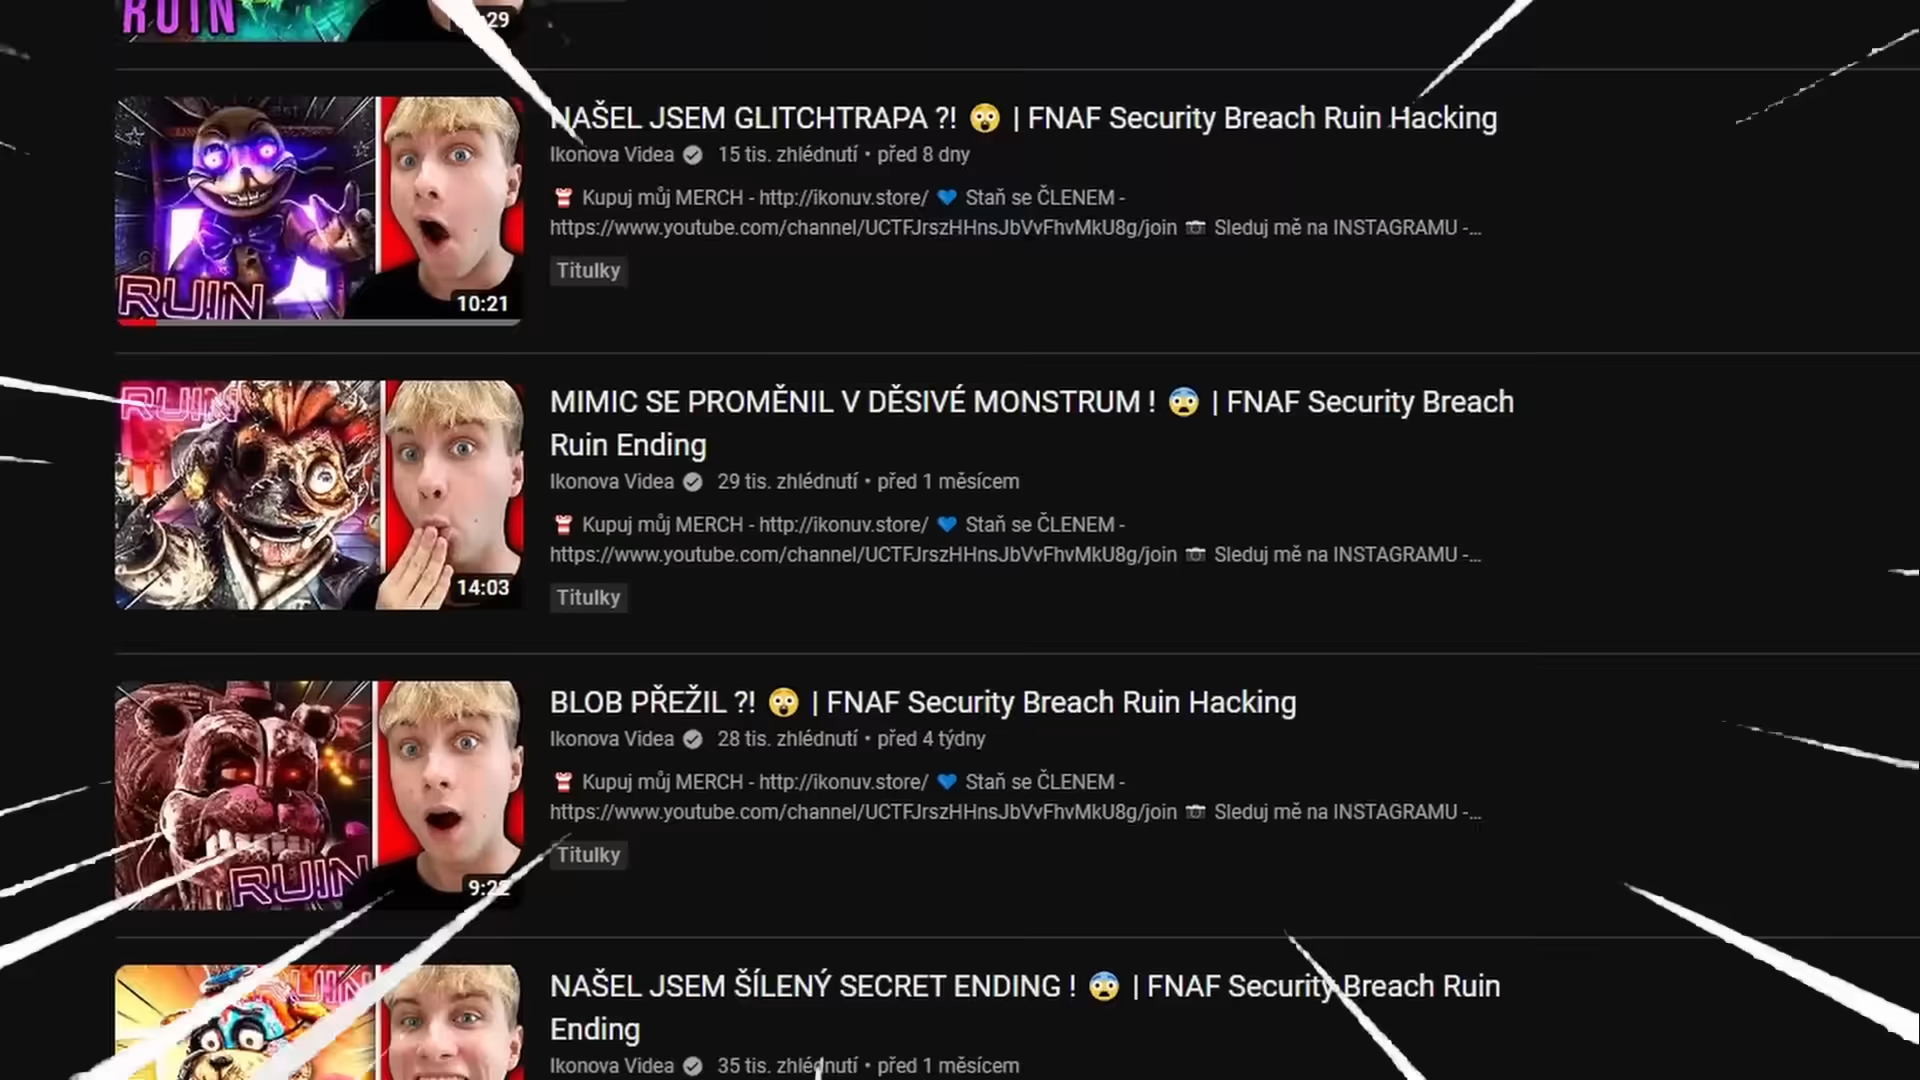 RUIN
29
NAŠEL JSEM GLITCHTRAPA ?! 😲 | FNAF Security Breach Ruin Hacking
Ikonova Videa 15 tis. zhlédnutí • před 8 dny
Kupuj můj MERCH - http://ikonuv.store/ 💙 Staň se ČLENEM -
https://www.youtube.com/channel/UCTFJrszHHnsJbVvFhvMkU8g/join 📷 Sleduj mě na INSTAGRAMU -...
Titulky
RUIN
10:21
RUIN
MIMIC SE PROMĚNIL V DĚSIVÉ MONSTRUM ! 😨 | FNAF Security Breach
Ruin Ending
Ikonova Videa 29 tis. zhlédnutí • před 1 měsícem
Kupuj můj MERCH - http://ikonuv.store/ 💙 Staň se ČLENEM -
https://www.youtube.com/channel/UCTFJrszHHnsJbVvFhvMkU8g/join 📷 Sleduj mě na INSTAGRAMU -...
Titulky
14:03
BLOB PŘEŽIL ?! 😲 | FNAF Security Breach Ruin Hacking
Ikonova Videa 28 tis. zhlédnutí • před 4 týdny
Kupuj můj MERCH - http://ikonuv.store/ 💙 Staň se ČLENEM -
https://www.youtube.com/channel/UCTFJrszHHnsJbVvFhvMkU8g/join 📷 Sleduj mě na INSTAGRAMU -...
Titulky
RUIN
9:22
RUIN
NAŠEL JSEM ŠÍLENÝ SECRET ENDING ! 😨 | FNAF Security Breach Ruin
Ending
Ikonova Videa 35 tis. zhlédnutí • před 1 měsícem